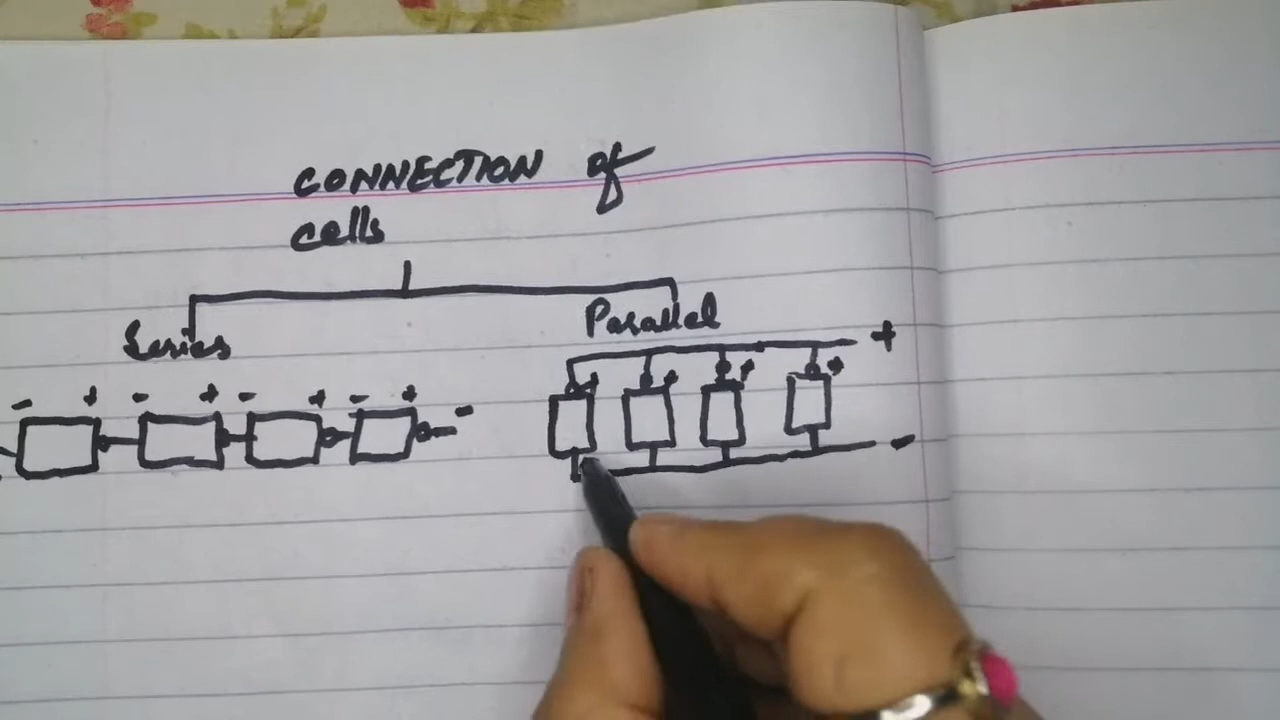 CONNECTION of
cells
Series
Parallel
+
- + - + - + - + -
+ + + +
-